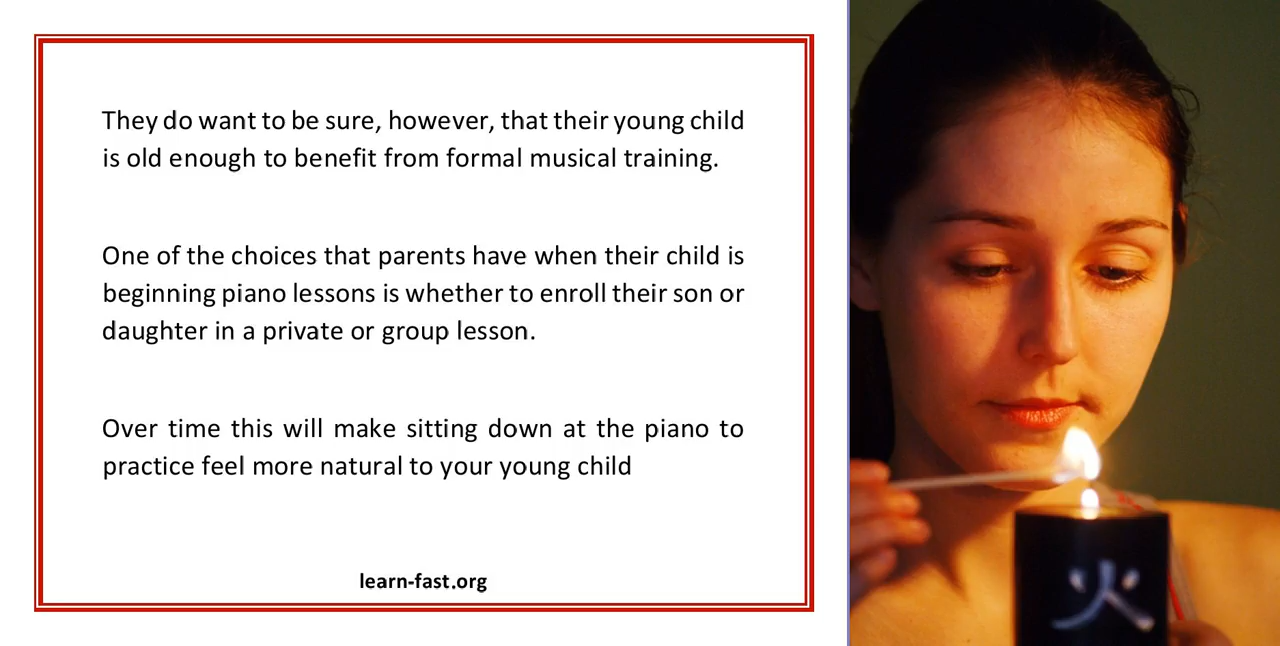 They do want to be sure, however, that their young child
is old enough to benefit from formal musical training.
One of the choices that parents have when their child is
beginning piano lessons is whether to enroll their son or
daughter in a private or group lesson.
Over time this will make sitting down at the piano to
practice feel more natural to your young child
learn-fast.org
火